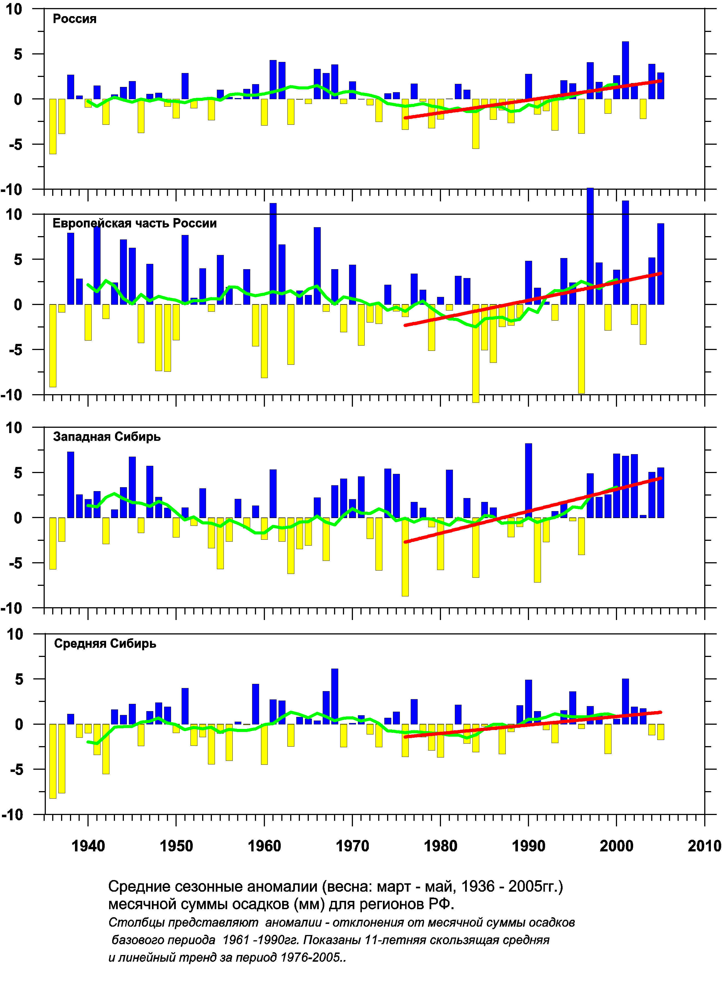 10
Россия
5
0
-5
-10
10
Европейская часть России
5
0
-5
-10
10
Западная Сибирь
5
0
-5
-10
10
Средняя Сибирь
5
0
-5
-10
1940 1950 1960 1970 1980 1990 2000 2010
Средние сезонные аномалии (весна: март - май, 1936 - 2005гг.)
месячной суммы осадков (мм) для регионов РФ.
Столбцы представляют аномалии - отклонения от месячной суммы осадков
базового периода 1961 -1990гг. Показаны 11-летняя скользящая средняя
и линейный тренд за период 1976-2005..